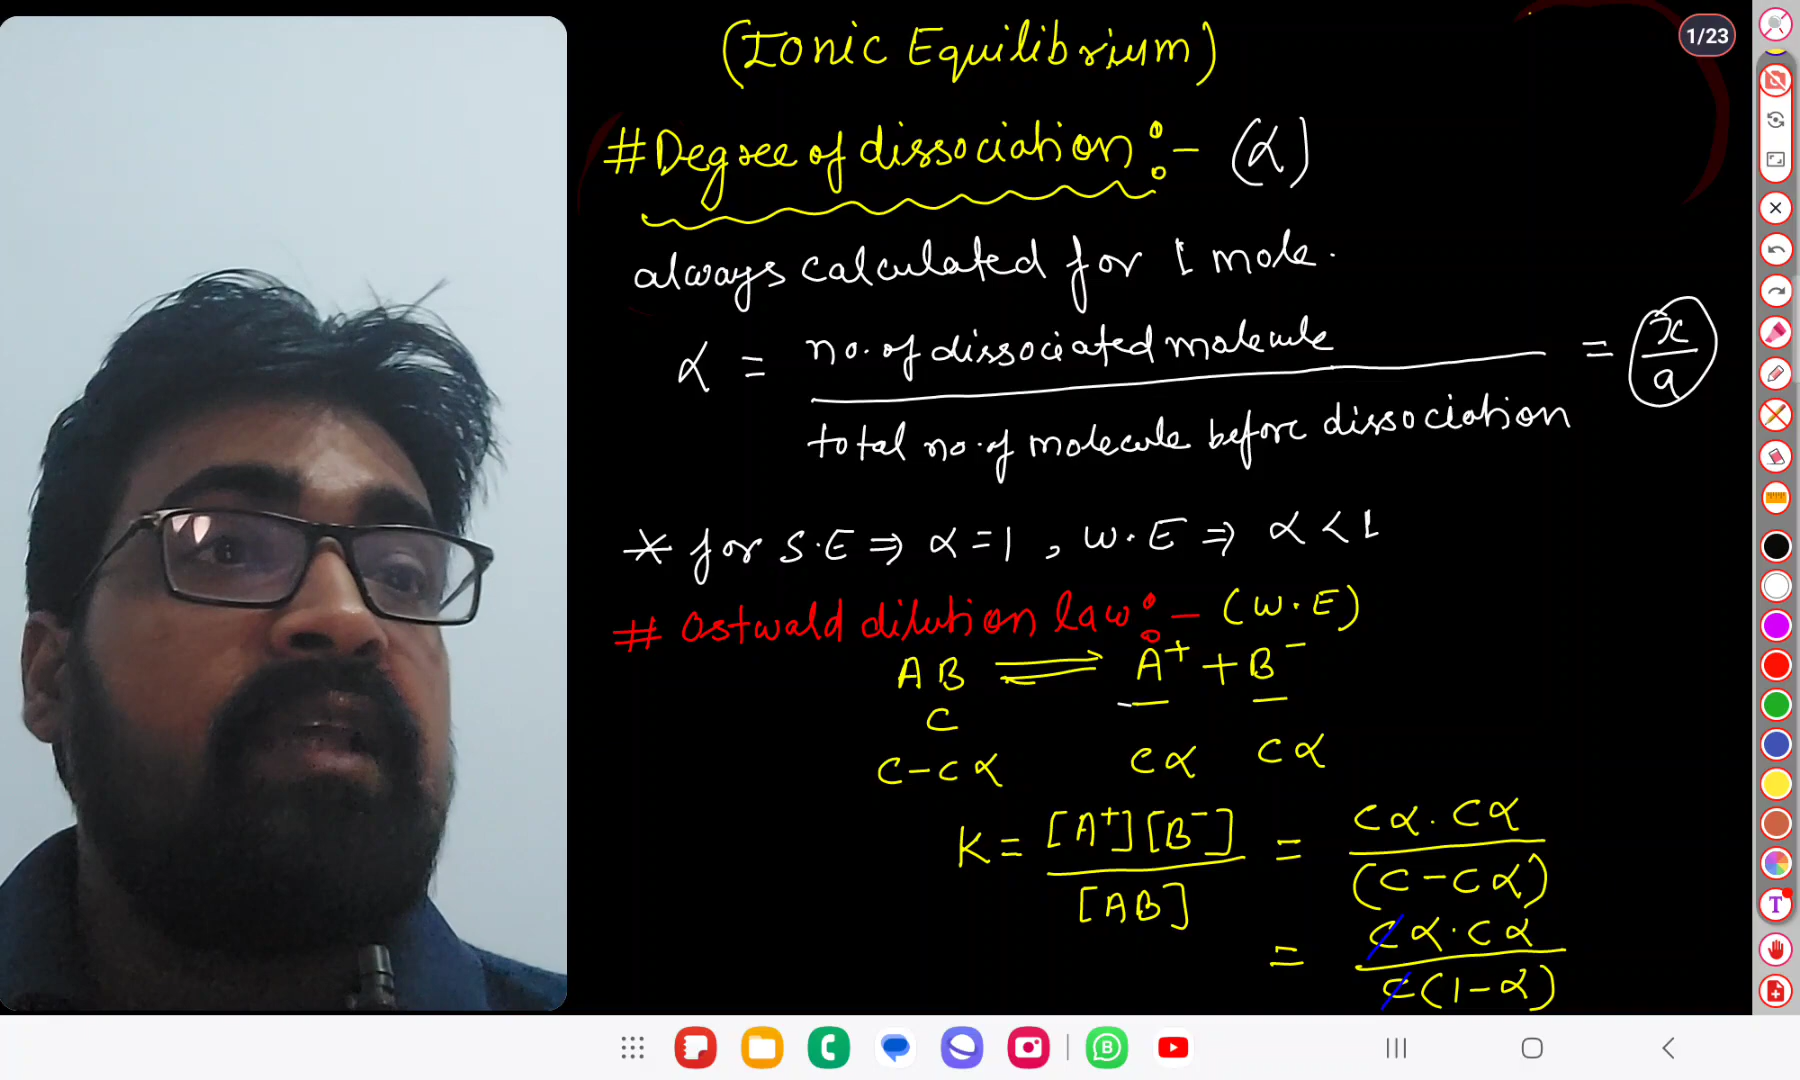 (Ionic Equilibrium)
1/23
#Degree of dissociation :- (α)
always calculated for 1 mole.
α = no. of dissociated molecule / total no. of molecule before dissociation = x/a
* for S.E ⇒ α = 1, W.E ⇒ α < 1
# Ostwald dilution law :- (W.E)
AB ⇌ A⁺ + B⁻
C
C-Cα Cα Cα
K = [A⁺][B⁻] / [AB] = Cα.Cα / (C-Cα)
= Cα.Cα / C(1-α)
T
B